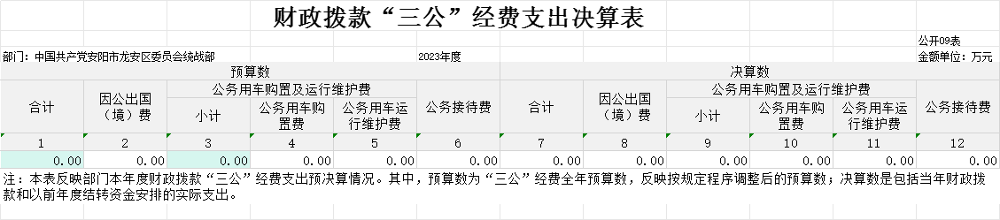 财政拨款“三公”经费支出决算表
公开09表
部门：中国共产党安阳市龙安区委员会统战部 2023年度 金额单位：万元
预算数 决算数
合计 因公出国（境）费 公务用车购置及运行维护费 公务接待费 合计 因公出国（境）费 公务用车购置及运行维护费 公务接待费
小计 公务用车购置费 公务用车运行维护费 小计 公务用车购置费 公务用车运行维护费
1 2 3 4 5 6 7 8 9 10 11 12
0.00 0.00 0.00 0.00 0.00 0.00 0.00 0.00 0.00 0.00 0.00 0.00
注：本表反映部门本年度财政拨款“三公”经费支出预决算情况。其中，预算数为“三公”经费全年预算数，反映按规定程序调整后的预算数；决算数是包括当年财政拨
款和以前年度结转资金安排的实际支出。